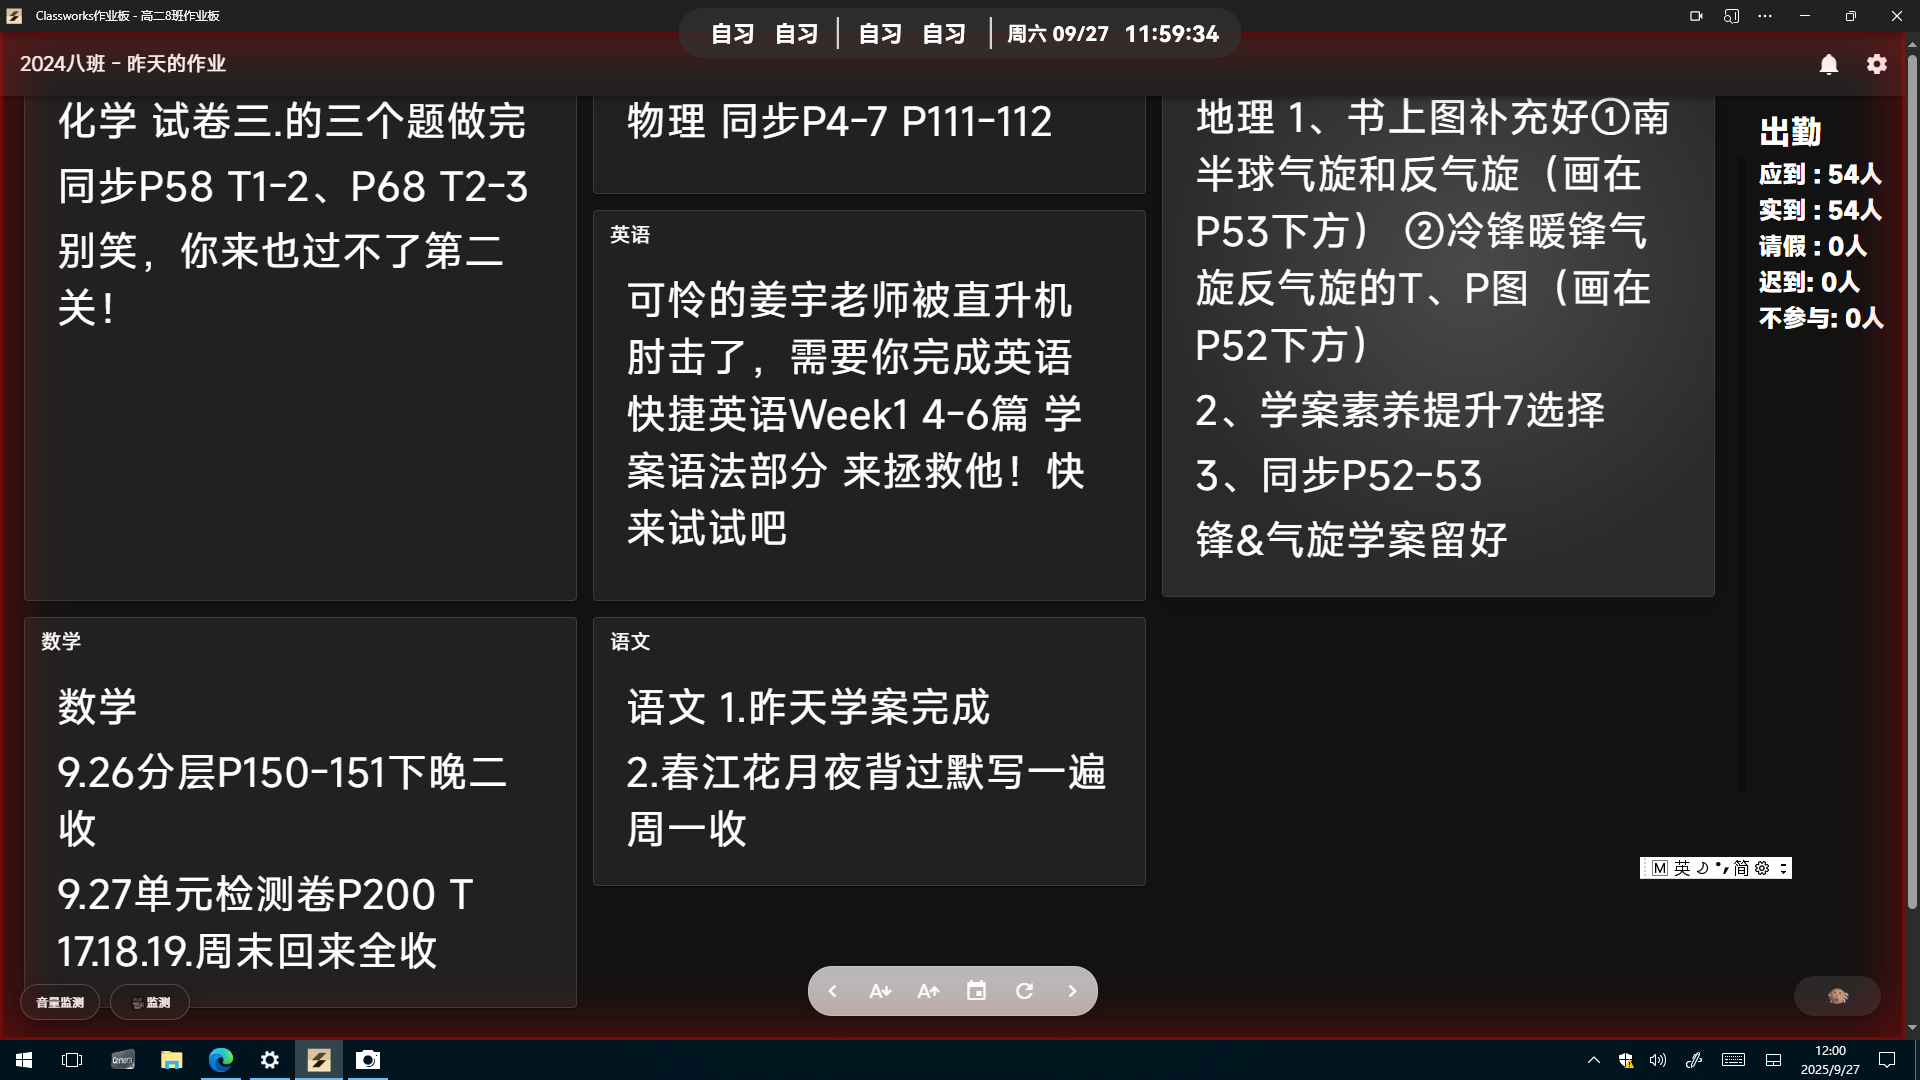 Classworks作业板 - 高二8班作业板
自习 自习 | 自习 自习 | 周六 09/27 11:59:34
2024八班 - 昨天的作业
化学 试卷三.的三个题做完
同步P58 T1-2、P68 T2-3
别笑，你来也过不了第二
关！
物理 同步P4-7 P111-112
英语
可怜的姜宇老师被直升机
肘击了，需要你完成英语
快捷英语Week1 4-6篇 学
案语法部分 来拯救他！快
来试试吧
地理 1、书上图补充好①南
半球气旋和反气旋（画在
P53下方） ②冷锋暖锋气
旋反气旋的T、P图（画在
P52下方）
2、学案素养提升7选择
3、同步P52-53
锋&气旋学案留好
出勤
应到 : 54人
实到 : 54人
请假 : 0人
迟到: 0人
不参与: 0人
数学
数学
9.26分层P150-151下晚二
收
9.27单元检测卷P200 T
17.18.19.周末回来全收
语文
语文 1.昨天学案完成
2.春江花月夜背过默写一遍
周一收
M 英 简
音量监测
监测
12:00
2025/9/27